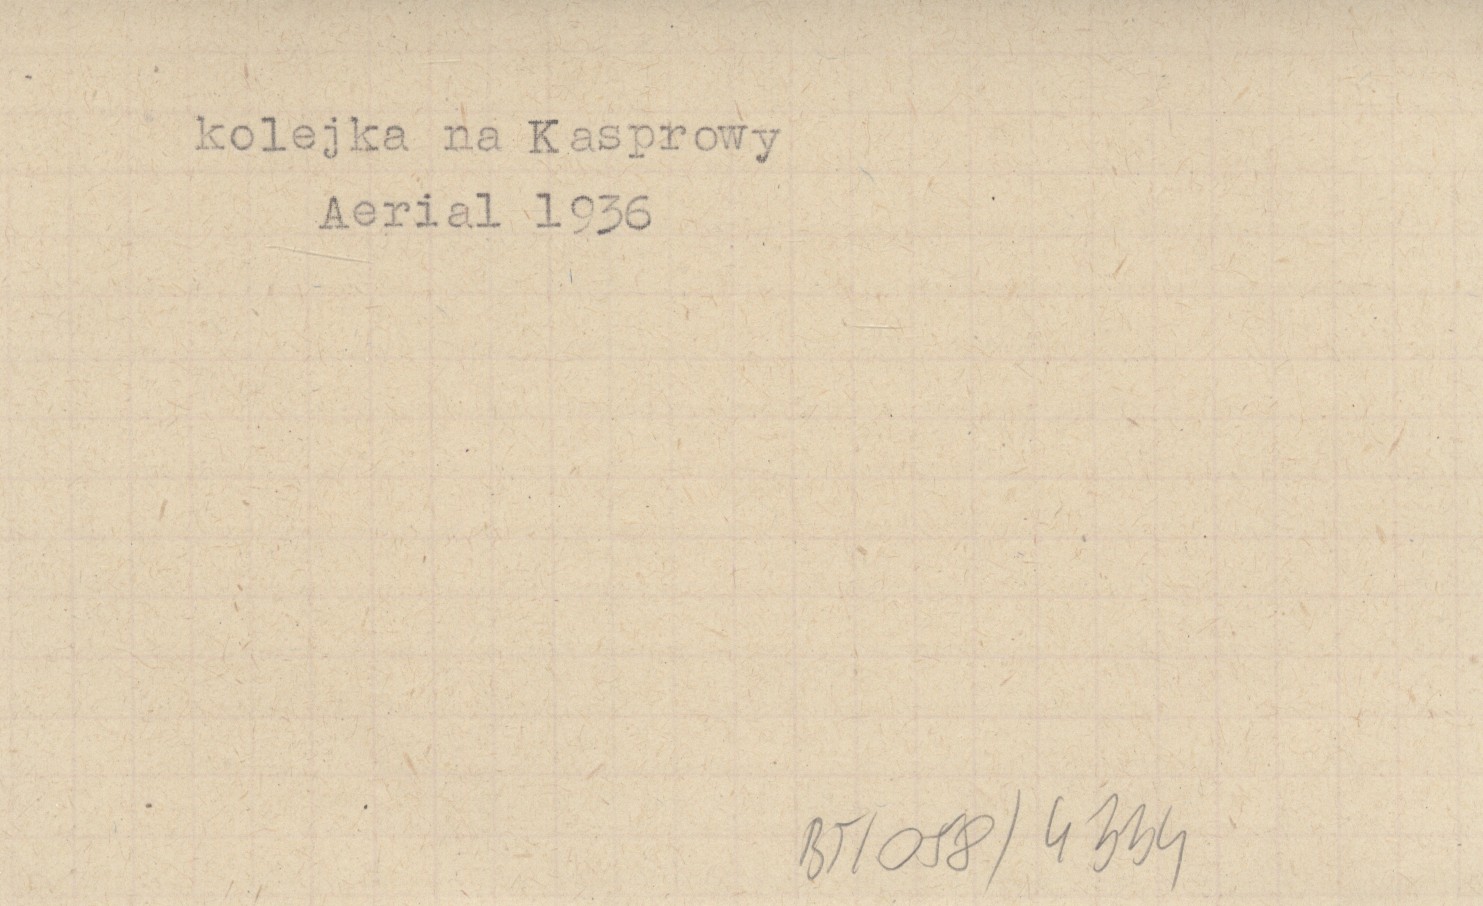 kolejka na Kasprowy
Aerial 1936
BT/058/4334